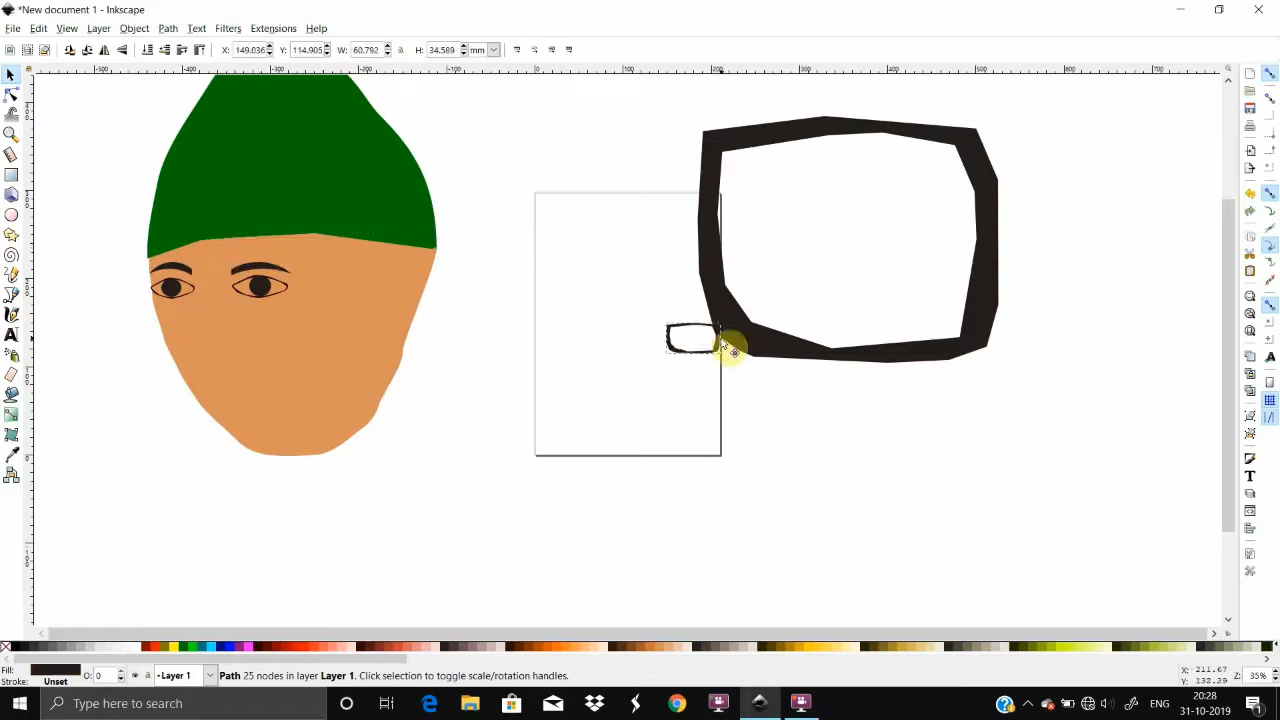 *New document 1 - Inkscape
File Edit View Layer Object Path Text Filters Extensions Help
X: 149.036 Y: 114.905 W: 60.792 H: 34.589 mm
Fill:
Stroke: Unset O: 0 Layer 1 Path 25 nodes in layer Layer 1. Click selection to toggle scale/rotation handles.
X: 211.67
Y: 132.29
Z: 35%
Type here to search
ENG
20:28
31-10-2019